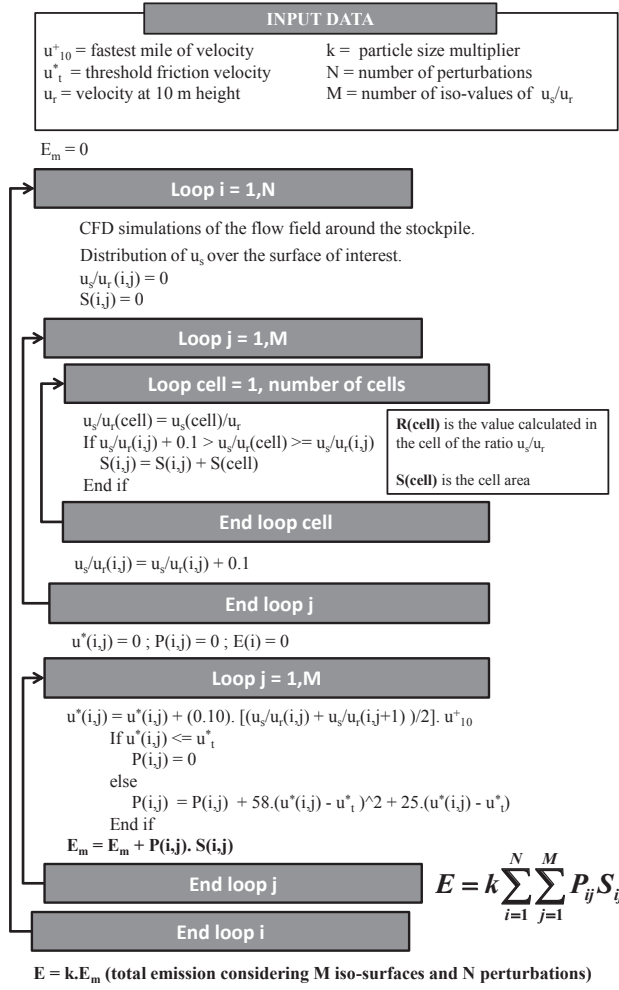 INPUT DATA
u⁺₁₀ = fastest mile of velocity
u*ₜ = threshold friction velocity
uᵣ = velocity at 10 m height
k = particle size multiplier
N = number of perturbations
M = number of iso-values of uₛ/uᵣ
Eₘ = 0
Loop i = 1,N
CFD simulations of the flow field around the stockpile.
Distribution of uₛ over the surface of interest.
uₛ/uᵣ(i,j) = 0
S(i,j) = 0
Loop j = 1,M
Loop cell = 1, number of cells
uₛ/uᵣ(cell) = uₛ(cell)/uᵣ
If uₛ/uᵣ(i,j) + 0.1 > uₛ/uᵣ(cell) >= uₛ/uᵣ(i,j)
S(i,j) = S(i,j) + S(cell)
End if
R(cell) is the value calculated in
the cell of the ratio uₛ/uᵣ
S(cell) is the cell area
End loop cell
uₛ/uᵣ(i,j) = uₛ/uᵣ(i,j) + 0.1
End loop j
u*(i,j) = 0 ; P(i,j) = 0 ; E(i) = 0
Loop j = 1,M
u*(i,j) = u*(i,j) + (0.10). [(uₛ/uᵣ(i,j) + uₛ/uᵣ(i,j+1) )/2]. u⁺₁₀
If u*(i,j) <= u*ₜ
P(i,j) = 0
else
P(i,j) = P(i,j) + 58.(u*(i,j) - u*ₜ )^2 + 25.(u*(i,j) - u*ₜ)
End if
Eₘ = Eₘ + P(i,j). S(i,j)
End loop j
E = k ∑_{i=1}^{N} ∑_{j=1}^{M} P_{ij} S_{ij}
End loop i
E = k.Eₘ (total emission considering M iso-surfaces and N perturbations)